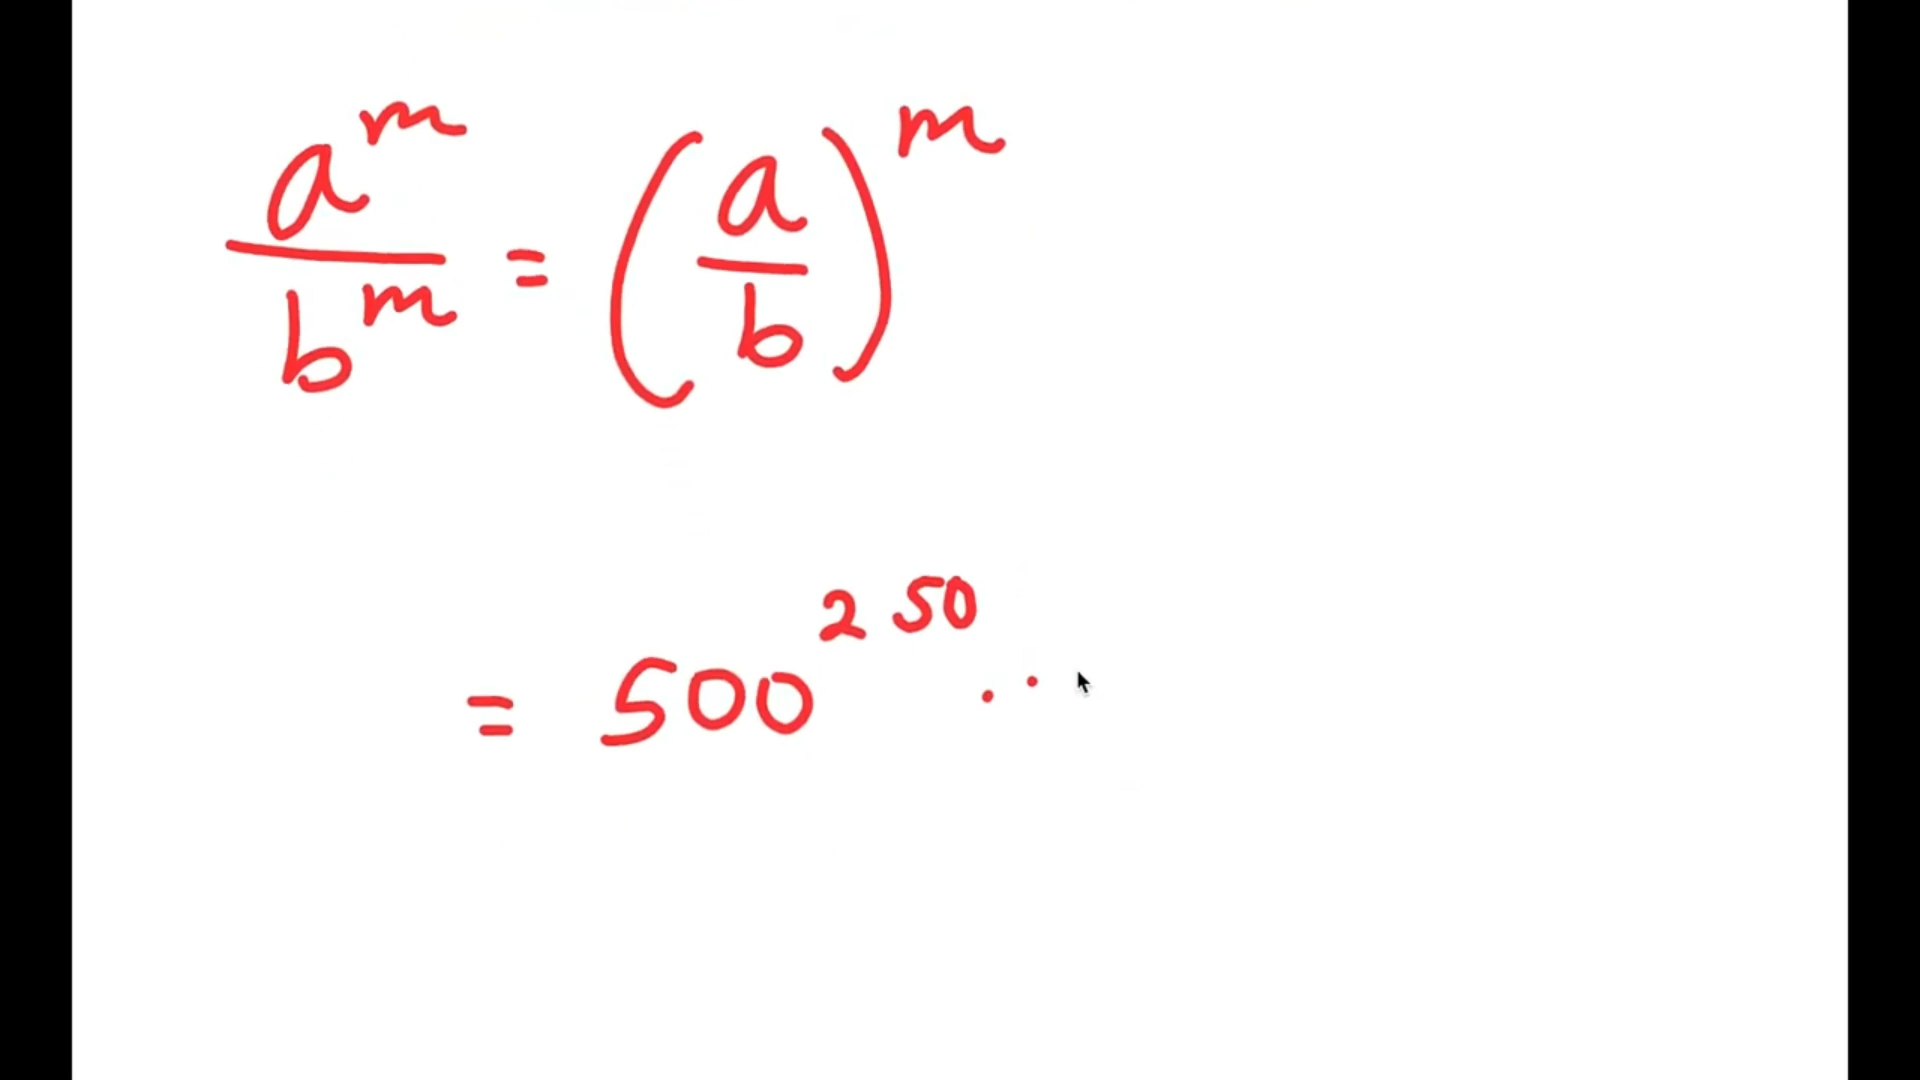 a^m / b^m = (a / b)^m
= 500^250 ..